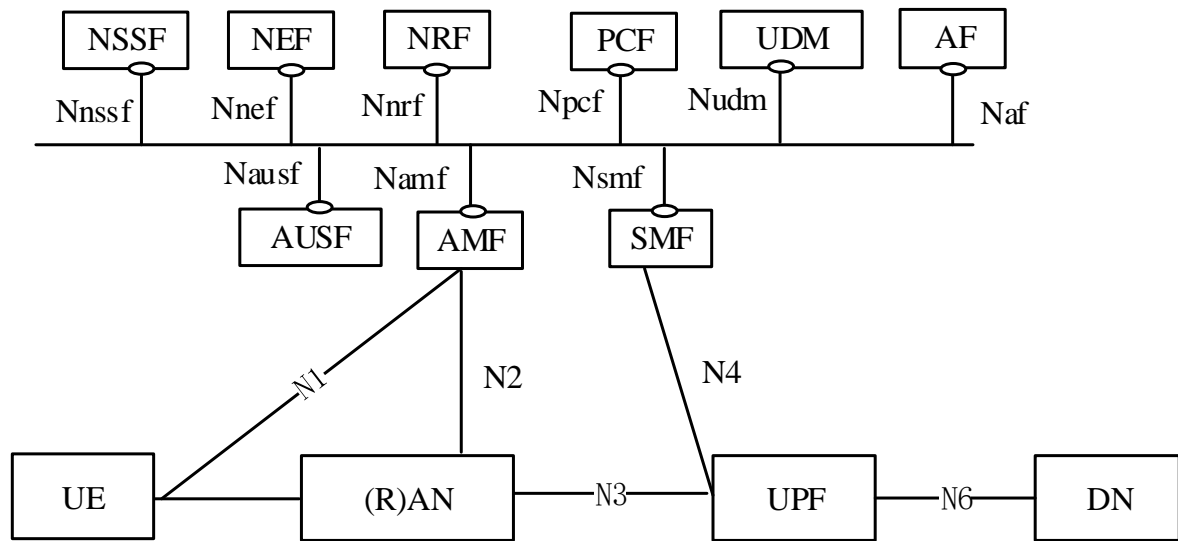 NSSF NEF NRF PCF UDM AF
Nnssf Nnef Nnrf Npcf Nudm Naf
Nausf Namf Nsmf
AUSF AMF SMF
N1 N2 N4
UE (R)AN N3 UPF N6 DN